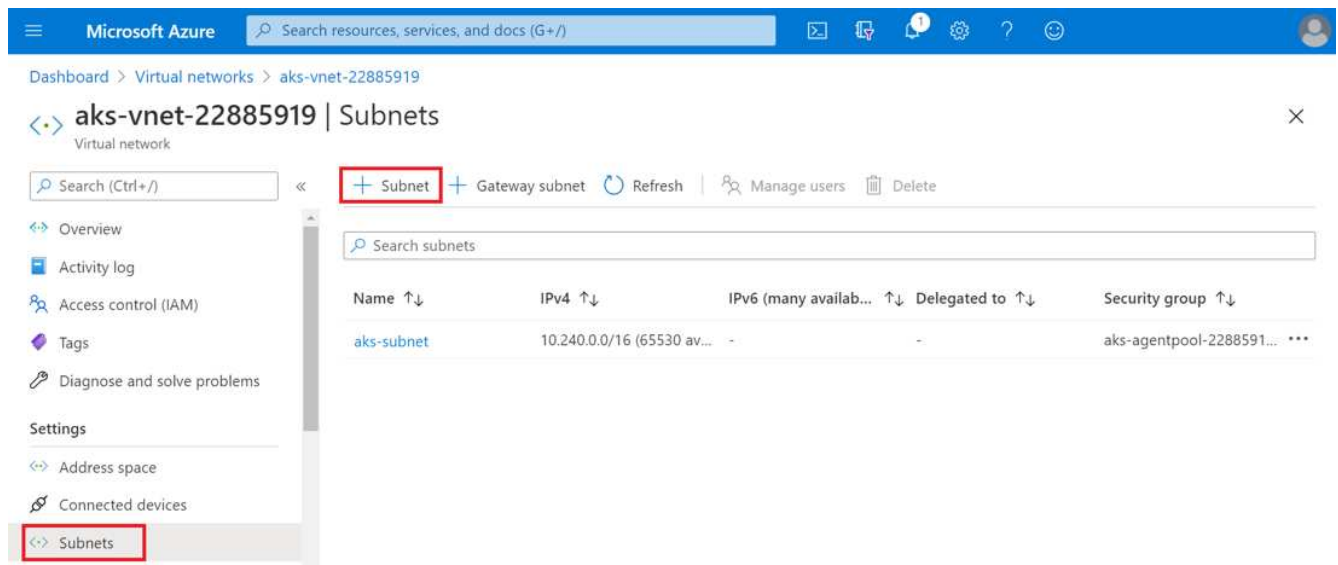 Microsoft Azure
Search resources, services, and docs (G+/)
1
Dashboard > Virtual networks > aks-vnet-22885919
aks-vnet-22885919 | Subnets
Virtual network
Search (Ctrl+/)
+ Subnet
+ Gateway subnet
Refresh
Manage users
Delete
Overview
Activity log
Access control (IAM)
Tags
Diagnose and solve problems
Settings
Address space
Connected devices
Subnets
Search subnets
Name ↑↓ IPv4 ↑↓ IPv6 (many availab... ↑↓ Delegated to ↑↓ Security group ↑↓
aks-subnet 10.240.0.0/16 (65530 av... - - aks-agentpool-2288591... •••